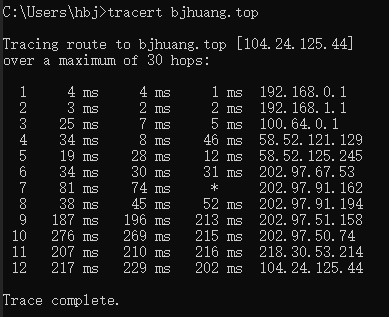 C:\Users\hbj>tracert bjhuang.top
Tracing route to bjhuang.top [104.24.125.44]
over a maximum of 30 hops:
1 4 ms 4 ms 1 ms 192.168.0.1
2 3 ms 2 ms 2 ms 192.168.1.1
3 25 ms 7 ms 5 ms 100.64.0.1
4 34 ms 8 ms 46 ms 58.52.121.129
5 19 ms 28 ms 12 ms 58.52.125.245
6 34 ms 30 ms 31 ms 202.97.67.53
7 81 ms 74 ms * 202.97.91.162
8 38 ms 45 ms 52 ms 202.97.91.194
9 187 ms 196 ms 213 ms 202.97.51.158
10 276 ms 269 ms 215 ms 202.97.50.74
11 207 ms 210 ms 216 ms 218.30.53.214
12 217 ms 229 ms 202 ms 104.24.125.44
Trace complete.